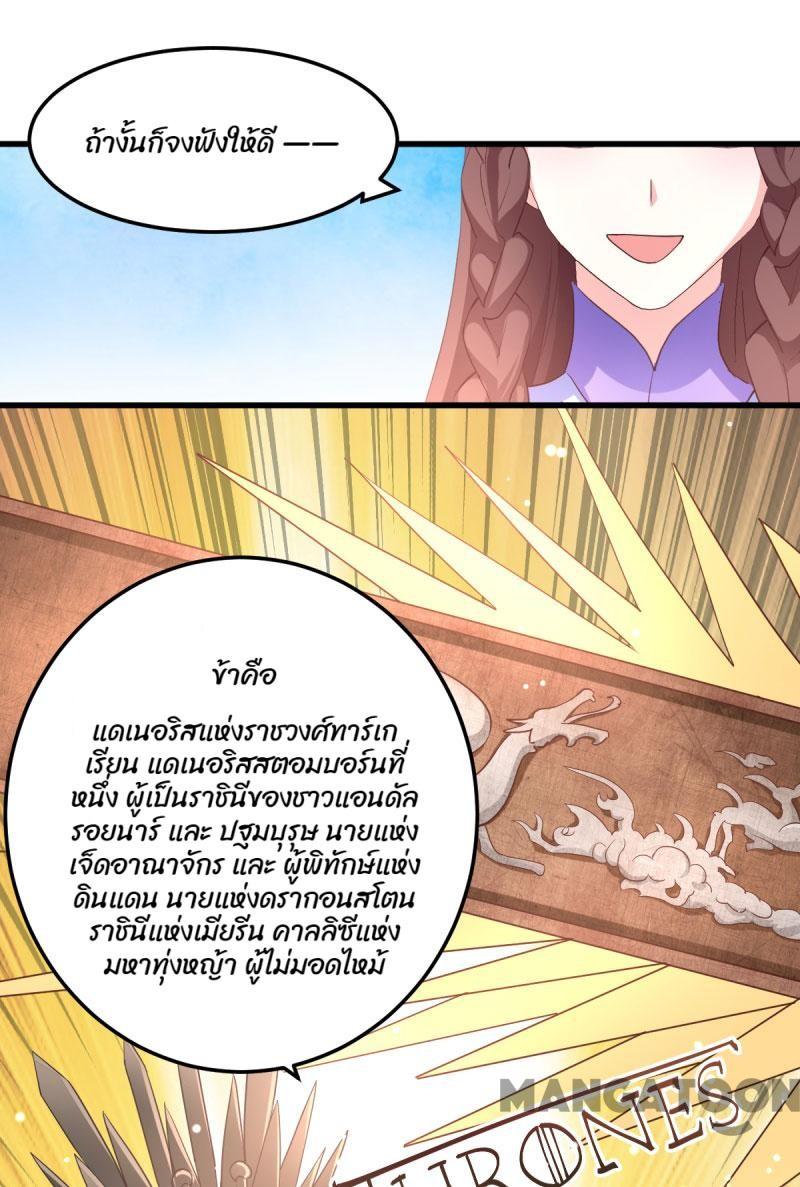 ถ้างั้นก็จงฟังให้ดี ——
ข้าคือ
แดเนอริสแห่งราชวงศ์ทาร์เก
เรียน แดเนอริสสตอมบอร์นที่
หนึ่ง ผู้เป็นราชินีของชาวแอนดัล
รอยนาร์ และ ปฐมบุรุษ นายแห่ง
เจ็ดอาณาจักร และ ผู้พิทักษ์แห่ง
ดินแดน นายแห่งดรากอนสโตน
ราชินีแห่งเมียรีน คาลลิซีแห่ง
มหาทุ่งหญ้า ผู้ไม่มอดไหม้
MANGATOON
THRONES